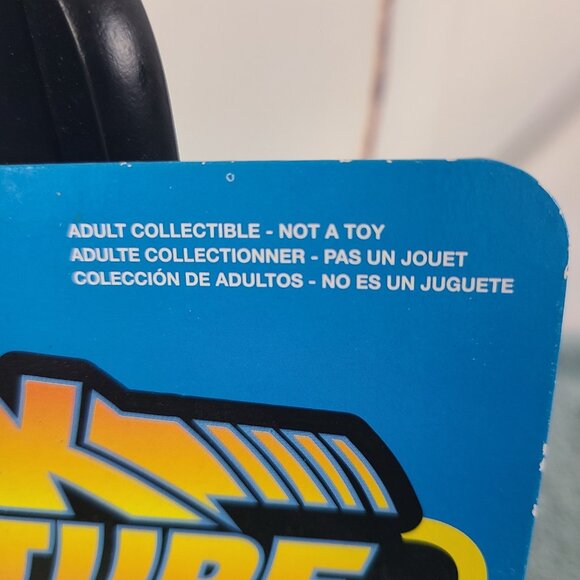 ADULT COLLECTIBLE - NOT A TOY
ADULTE COLLECTIONNER - PAS UN JOUET
COLECCIÓN DE ADULTOS - NO ES UN JUGUETE